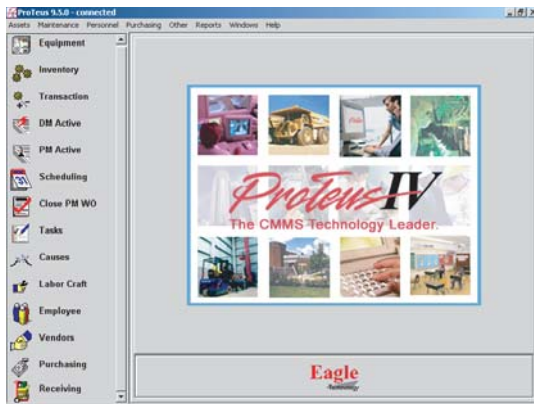 ProTeus 9.5.0 - connected
Assets Maintenance Personnel Purchasing Other Reports Windows Help
Equipment
Inventory
Transaction
DM Active
PM Active
Scheduling
Close PM WO
Tasks
Causes
Labor Craft
Employee
Vendors
Purchasing
Receiving
31
ProTeus IV
The CMMS Technology Leader.
Eagle
Technology